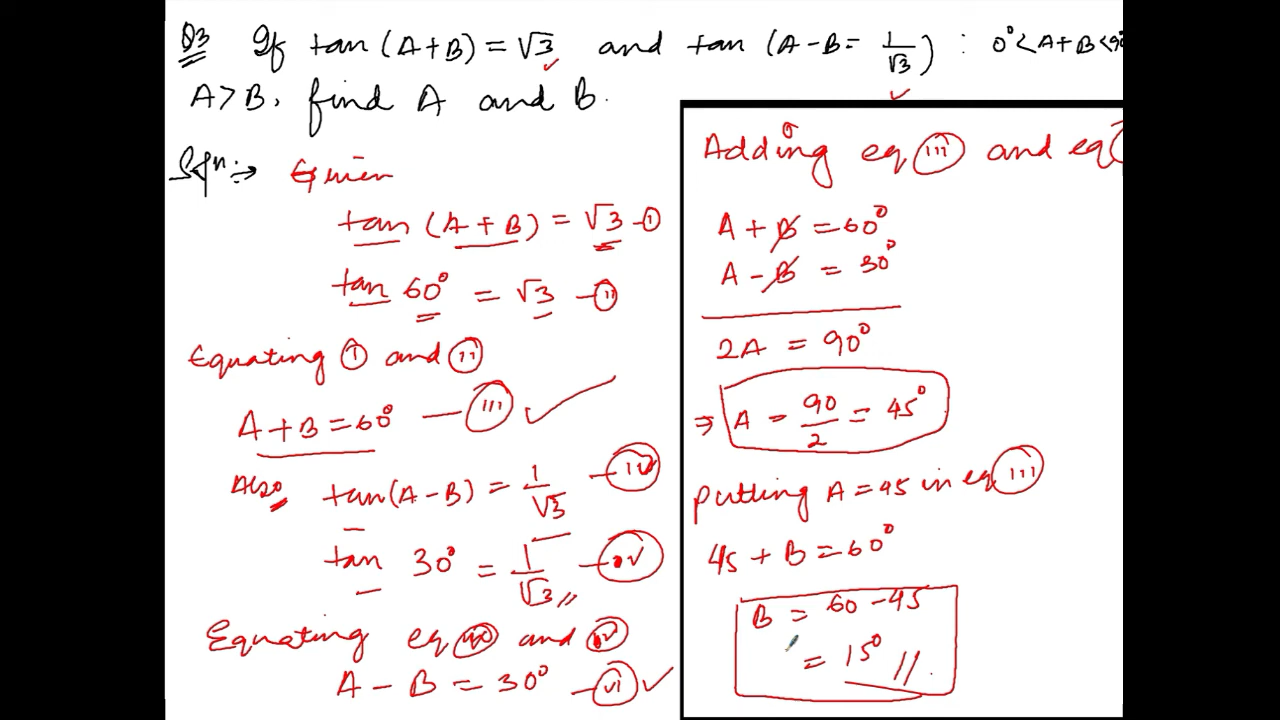 Q3 If tan (A+B) = √3 and tan (A-B = 1/√3) : 0° < A+B < 90
A > B, find A and B.
Solⁿ :→ Given
tan (A + B) = √3 - (i)
tan 60° = √3 - (ii)
Equating (i) and (ii)
A + B = 60° - (iii)
Also tan (A - B) = 1/√3 - (iv)
tan 30° = 1/√3 - (v)
Equating eq (iv) and (v)
A - B = 30° - (vi)
Adding eq (iii) and eq
A + B = 60°
A - B = 30°
2A = 90°
⇒ A = 90/2 = 45°
putting A = 45 in eq (iii)
45 + B = 60°
B = 60 - 45
= 15° //